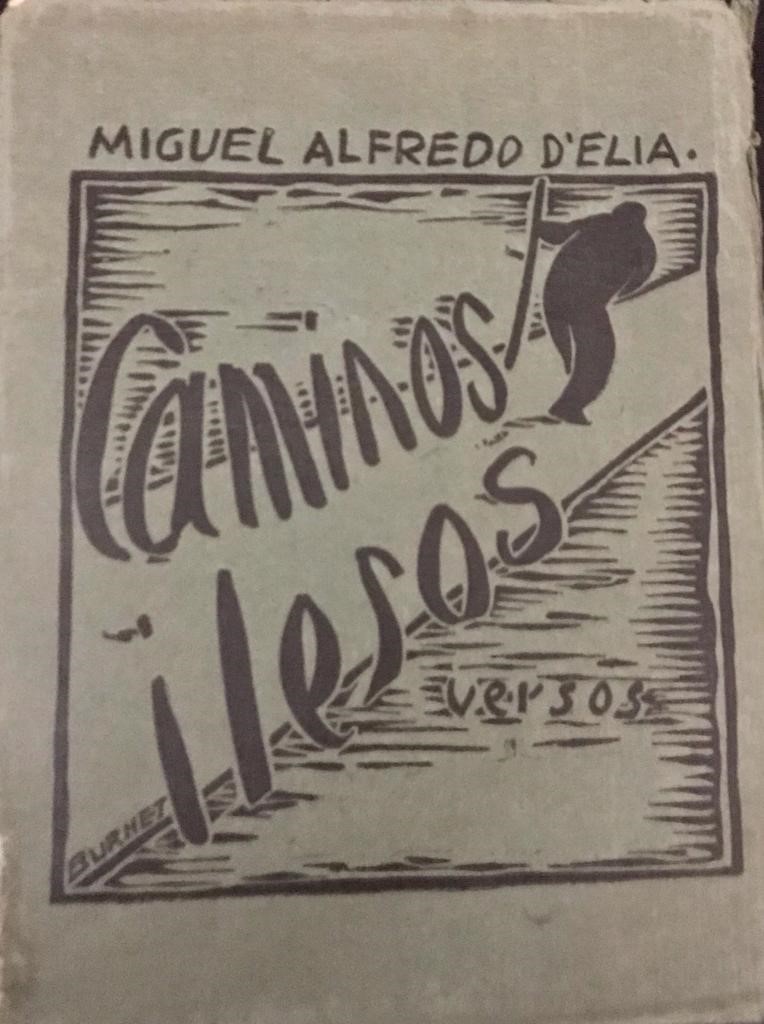 MIGUEL ALFREDO D'ELIA.
Caminos
ilesos
versos
BURNET